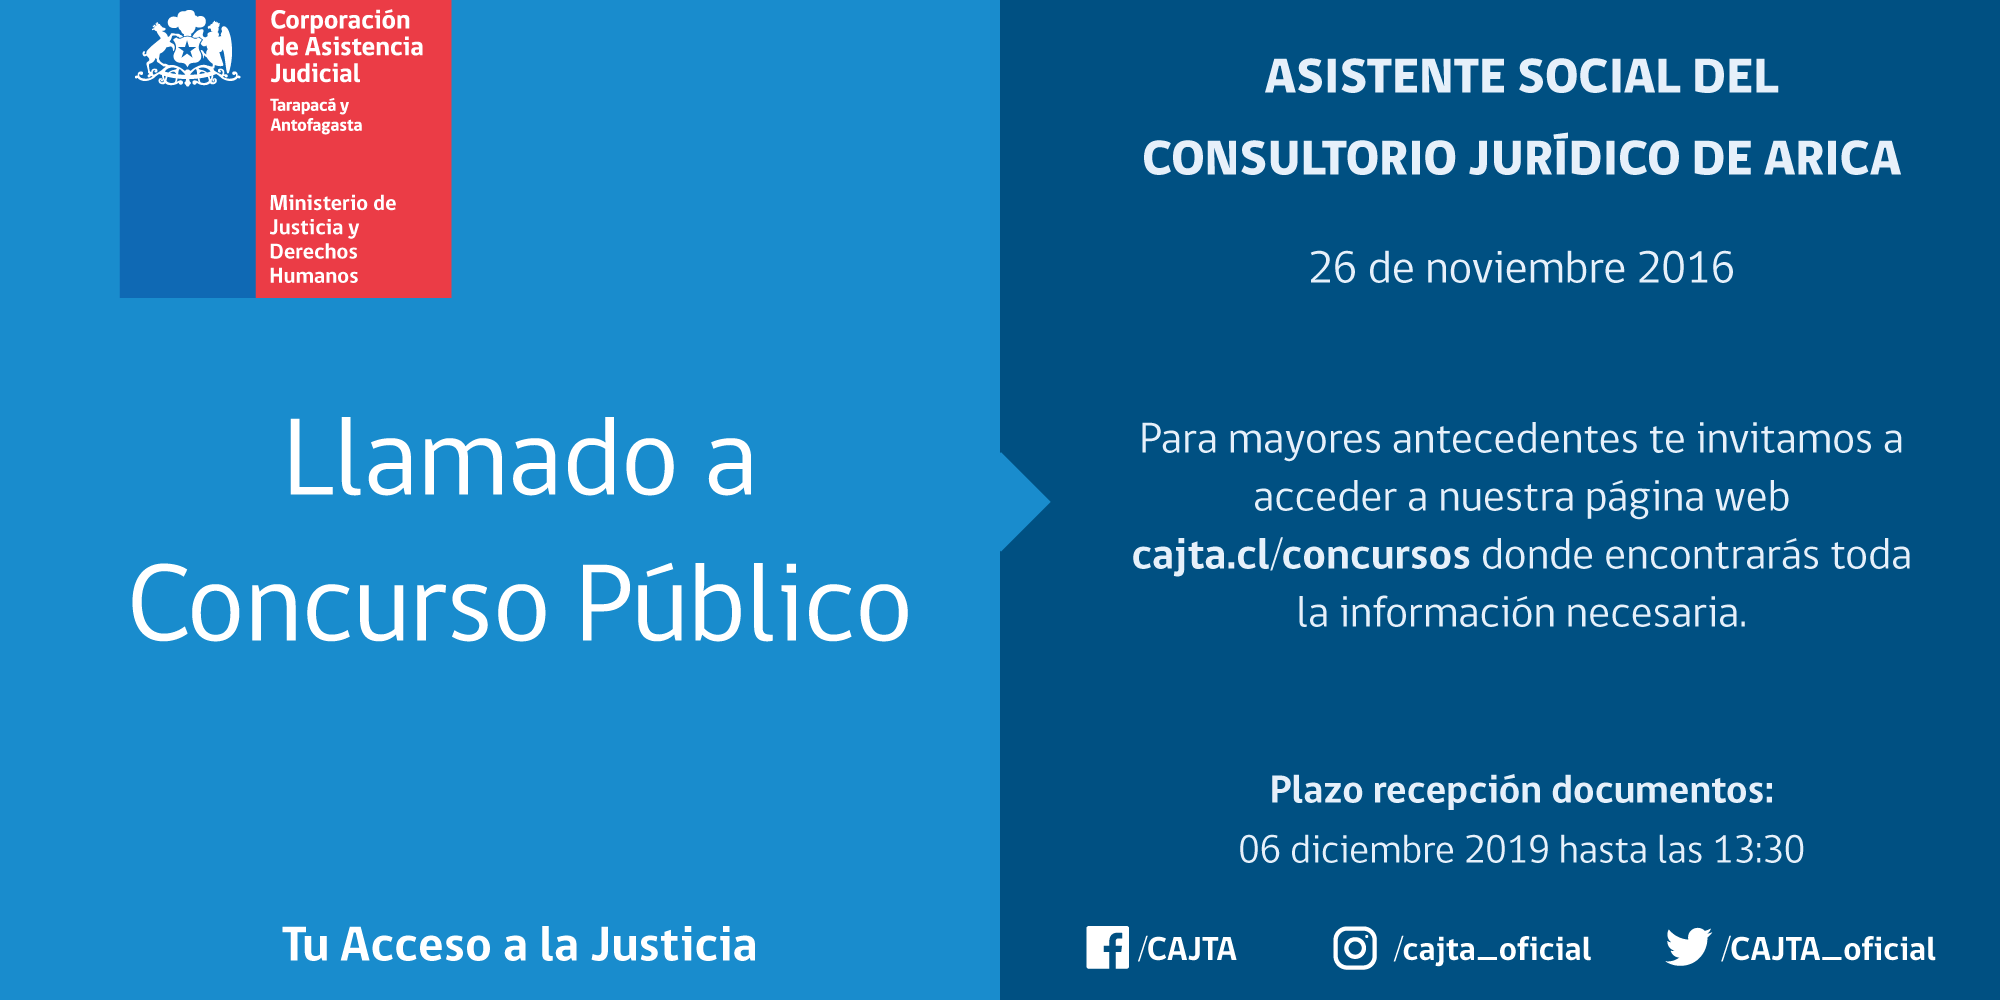 Corporación
de Asistencia
Judicial
Tarapacá y
Antofagasta
Ministerio de
Justicia y
Derechos
Humanos
Llamado a
Concurso Público
Tu Acceso a la Justicia
ASISTENTE SOCIAL DEL
CONSULTORIO JURÍDICO DE ARICA
26 de noviembre 2016
Para mayores antecedentes te invitamos a
acceder a nuestra página web
cajta.cl/concursos donde encontrarás toda
la información necesaria.
Plazo recepción documentos:
06 diciembre 2019 hasta las 13:30
/CAJTA
/cajta_oficial
/CAJTA_oficial